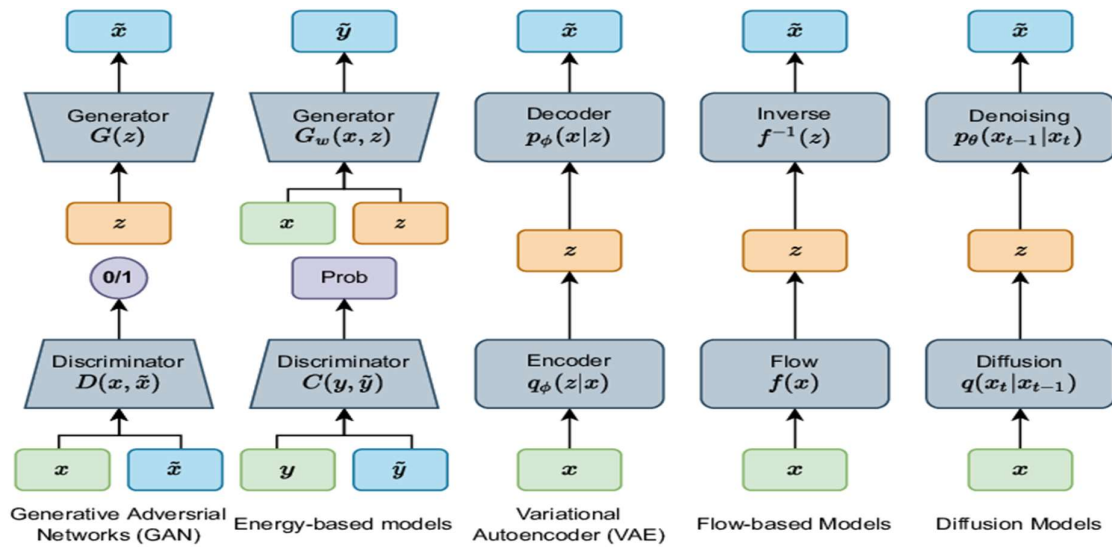 x̃
Generator
G(z)
z
0/1
Discriminator
D(x, x̃)
x x̃
Generative Adversrial
Networks (GAN)
ỹ
Generator
G_w(x, z)
x z
Prob
Discriminator
C(y, ỹ)
y ỹ
Energy-based models
x̃
Decoder
p_ϕ(x|z)
z
Encoder
q_ϕ(z|x)
x
Variational
Autoencoder (VAE)
x̃
Inverse
f⁻¹(z)
z
Flow
f(x)
x
Flow-based Models
x̃
Denoising
p_θ(x_{t-1}|x_t)
z
Diffusion
q(x_t|x_{t-1})
x
Diffusion Models